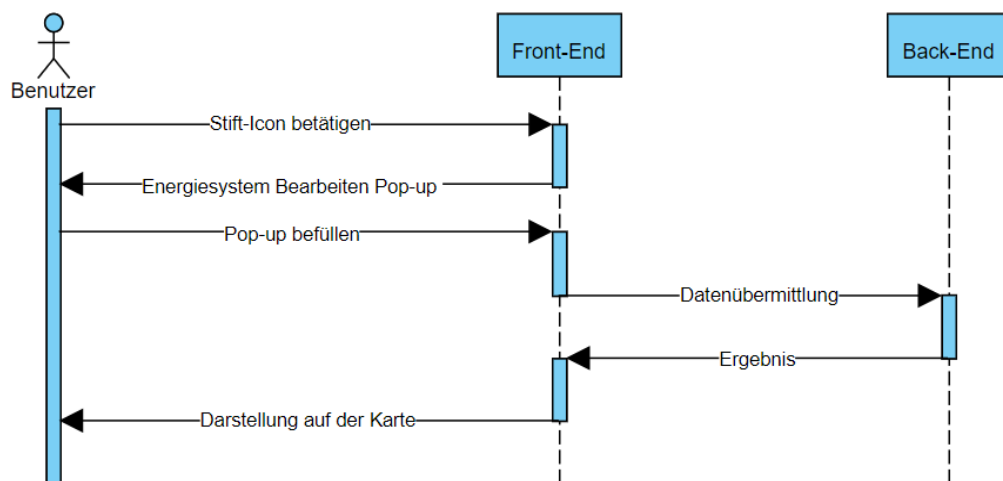 Front-End
Back-End
Benutzer
Stift-Icon betätigen
Energiesystem Bearbeiten Pop-up
Pop-up befüllen
Datenübermittlung
Ergebnis
Darstellung auf der Karte